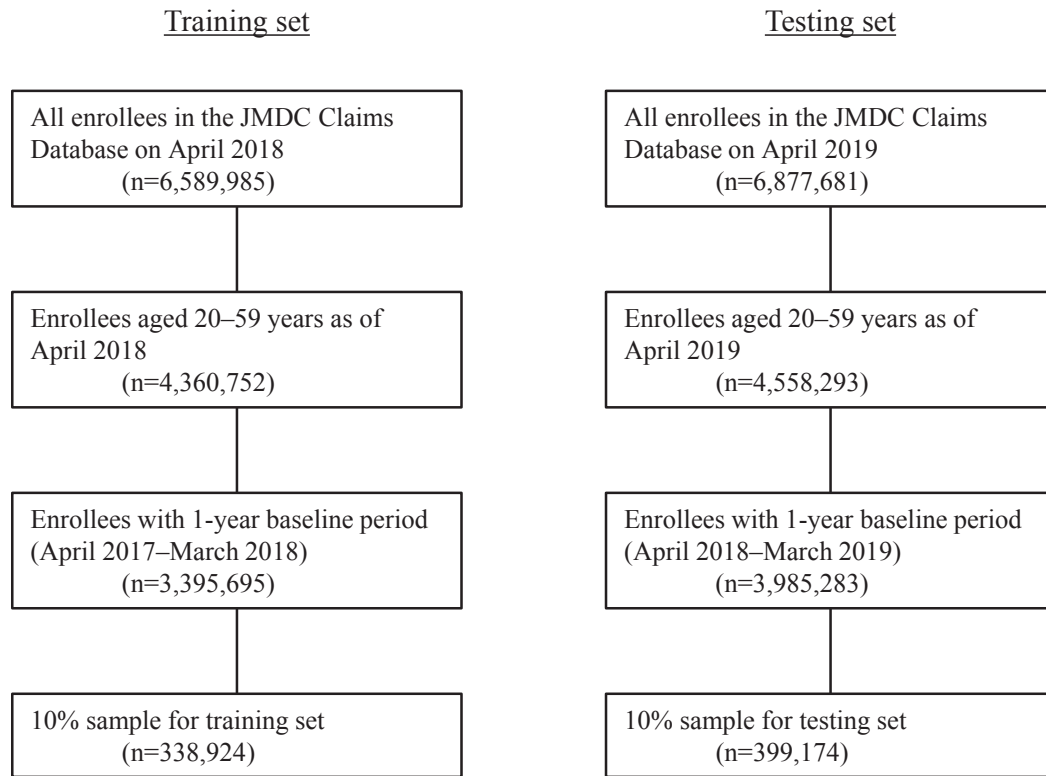 Training set
All enrollees in the JMDC Claims
Database on April 2018
(n=6,589,985)
Enrollees aged 20–59 years as of
April 2018
(n=4,360,752)
Enrollees with 1-year baseline period
(April 2017–March 2018)
(n=3,395,695)
10% sample for training set
(n=338,924)
Testing set
All enrollees in the JMDC Claims
Database on April 2019
(n=6,877,681)
Enrollees aged 20–59 years as of
April 2019
(n=4,558,293)
Enrollees with 1-year baseline period
(April 2018–March 2019)
(n=3,985,283)
10% sample for testing set
(n=399,174)